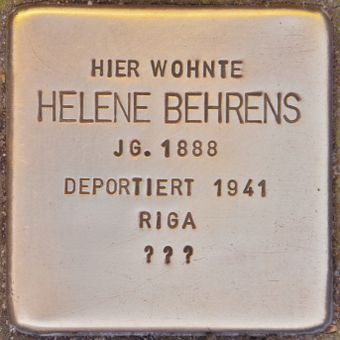 HIER WOHNTE
HELENE BEHRENS
JG. 1888
DEPORTIERT 1941
RIGA
? ? ?